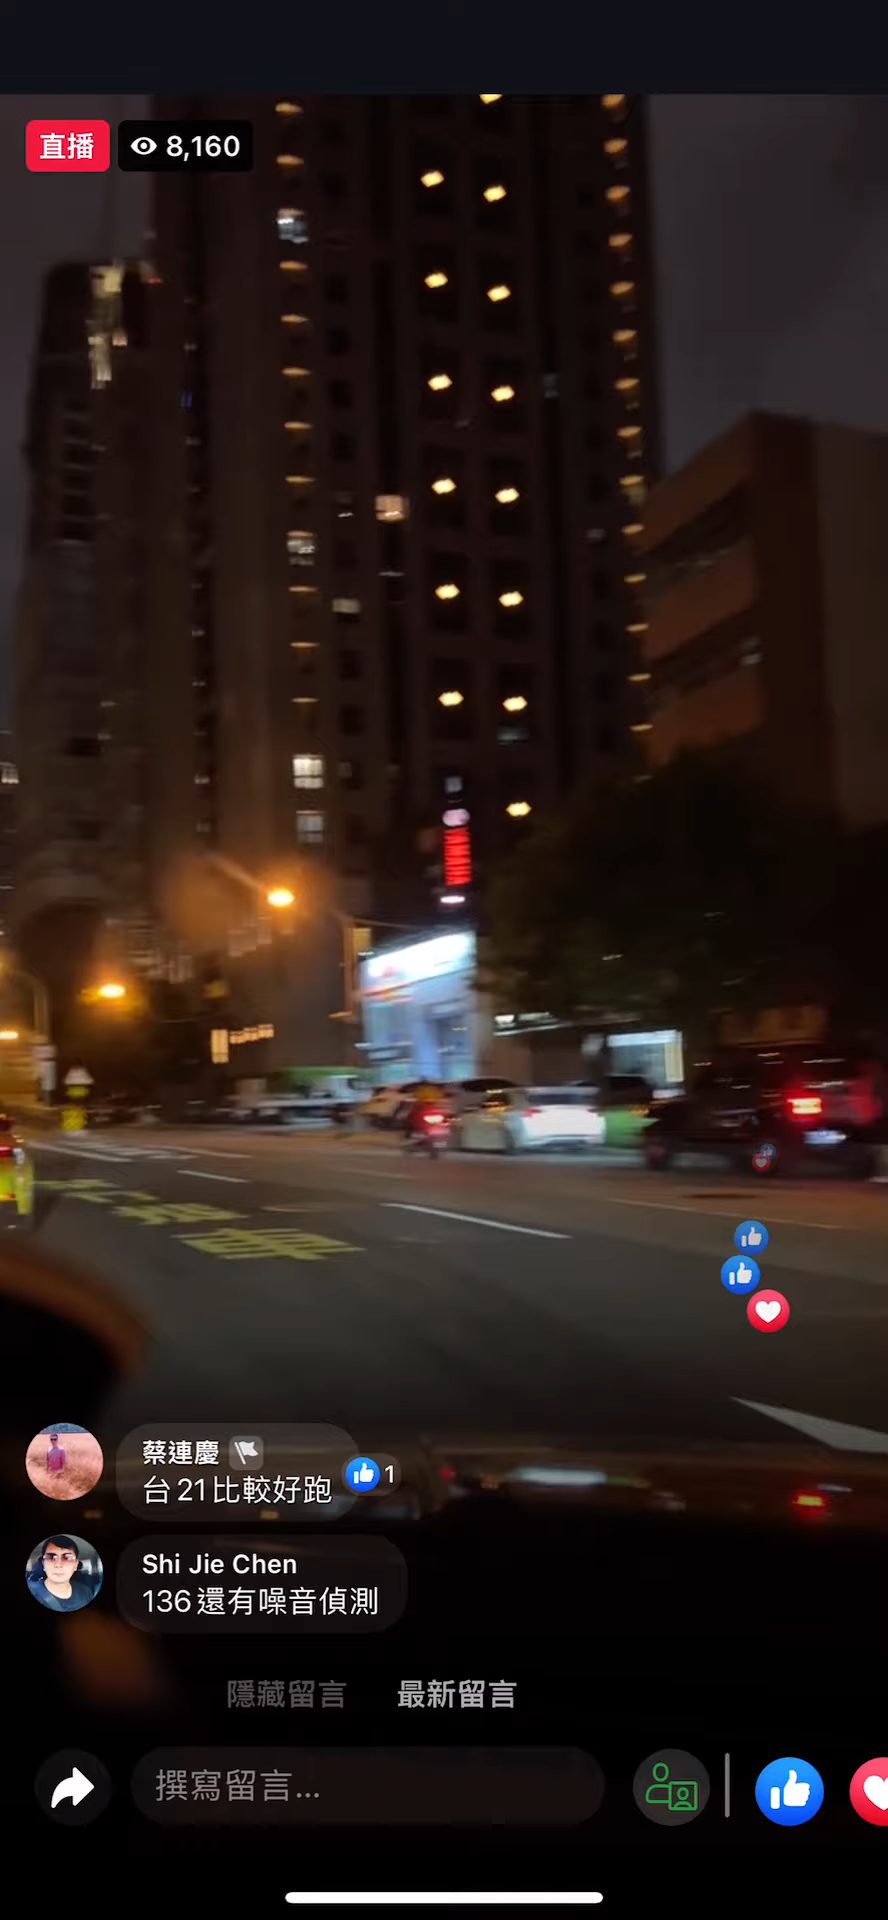 直播
8,160
蔡連慶
台21比較好跑
1
Shi Jie Chen
136還有噪音偵測
隱藏留言
最新留言
撰寫留言...